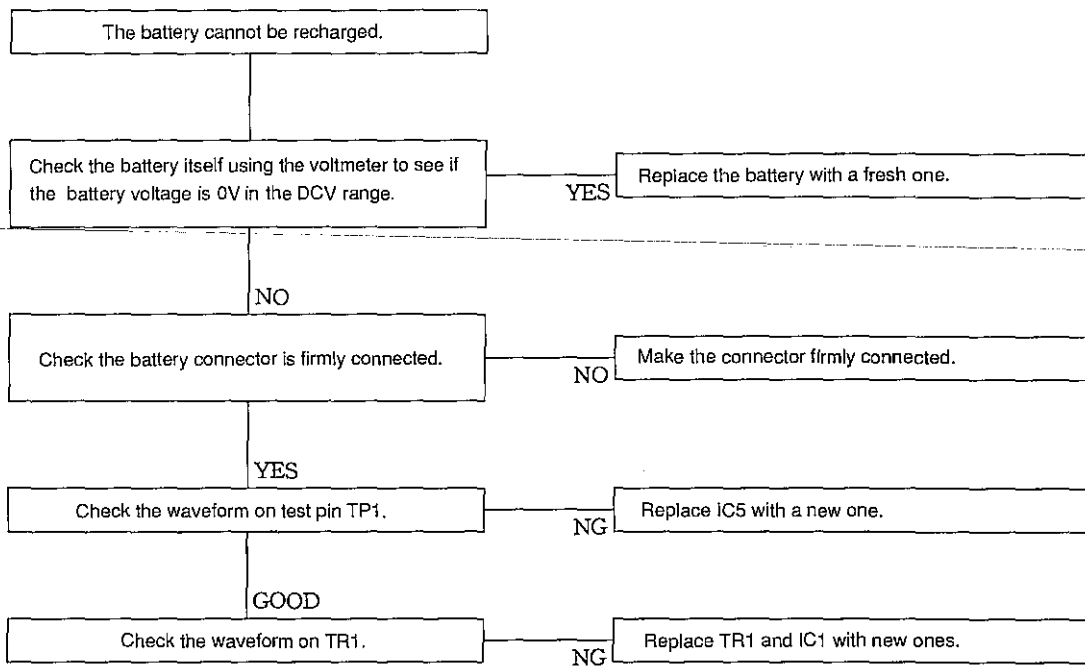 The battery cannot be recharged.
Check the battery itself using the voltmeter to see if
the battery voltage is 0V in the DCV range.
YES
Replace the battery with a fresh one.
NO
Check the battery connector is firmly connected.
NO
Make the connector firmly connected.
YES
Check the waveform on test pin TP1.
NG
Replace IC5 with a new one.
GOOD
Check the waveform on TR1.
NG
Replace TR1 and IC1 with new ones.